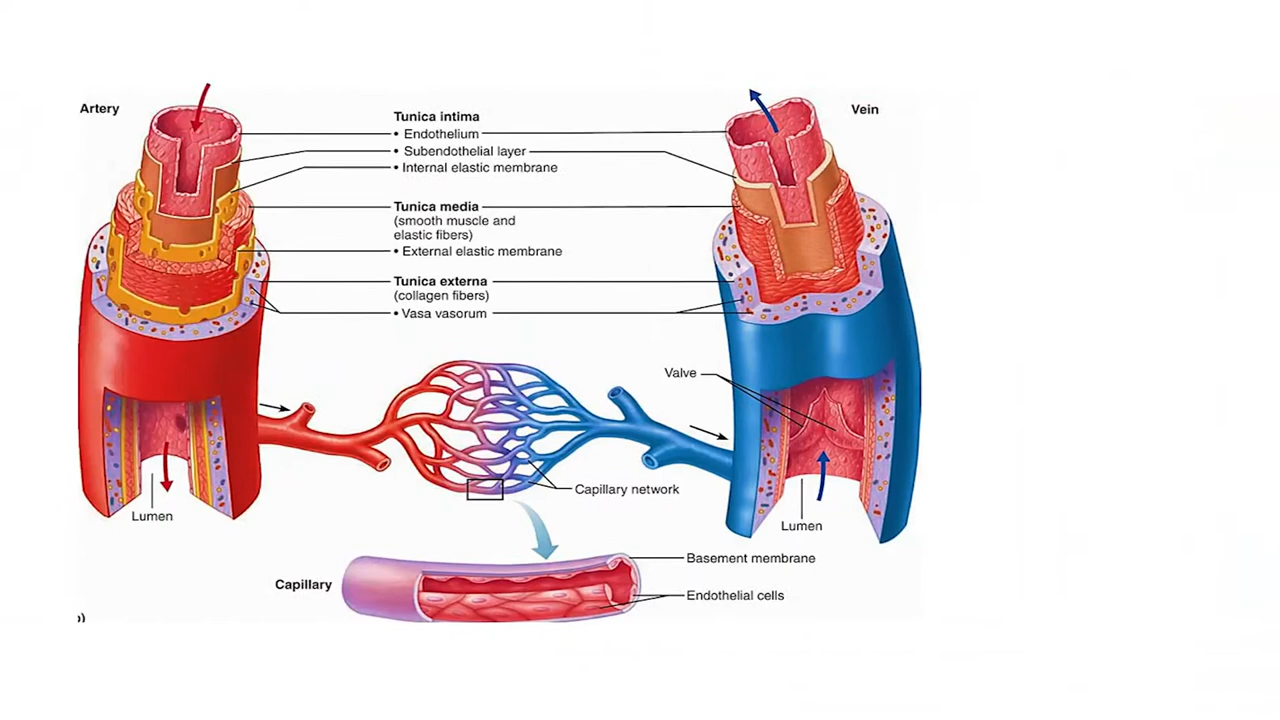 Artery
Vein
Tunica intima
• Endothelium
• Subendothelial layer
• Internal elastic membrane
Tunica media
(smooth muscle and
elastic fibers)
• External elastic membrane
Tunica externa
(collagen fibers)
• Vasa vasorum
Valve
Capillary network
Lumen
Lumen
Basement membrane
Capillary
Endothelial cells